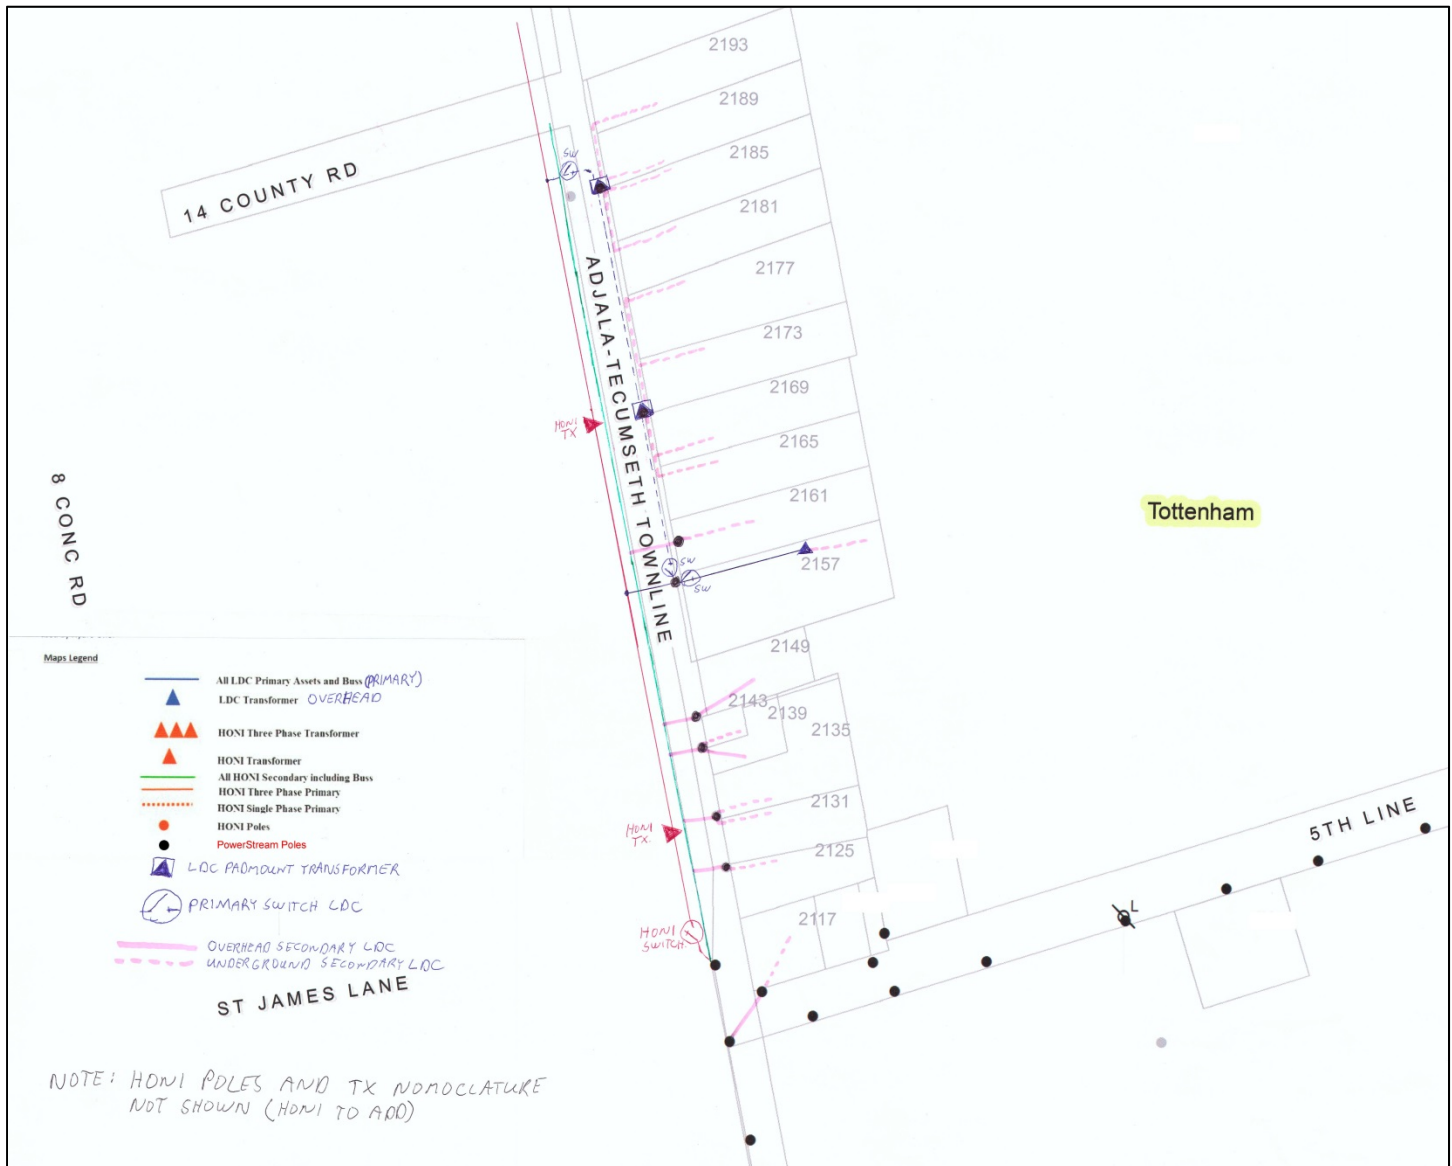 2193
2189
2185
2181
2177
2173
2169
2165
2161
2157
2149
2143
2139
2135
2131
2125
2117
14 COUNTY RD
SW
ADJALA-TECUMSETH TOWNLINE
HONI
TX
8 CONC RD
Tottenham
SW
SW
Maps Legend
All LDC Primary Assets and Buss (PRIMARY)
LDC Transformer OVERHEAD
HONI Three Phase Transformer
HONI Transformer
All HONI Secondary including Buss
HONI Three Phase Primary
HONI Single Phase Primary
HONI Poles
PowerStream Poles
LDC PADMOUNT TRANSFORMER
PRIMARY SWITCH LDC
OVERHEAD SECONDARY LDC
UNDERGROUND SECONDARY LDC
HONI
TX.
HONI
SWITCH
5TH LINE
L
ST JAMES LANE
NOTE: HONI POLES AND TX NOMOCLATURE
NOT SHOWN (HONI TO ADD)